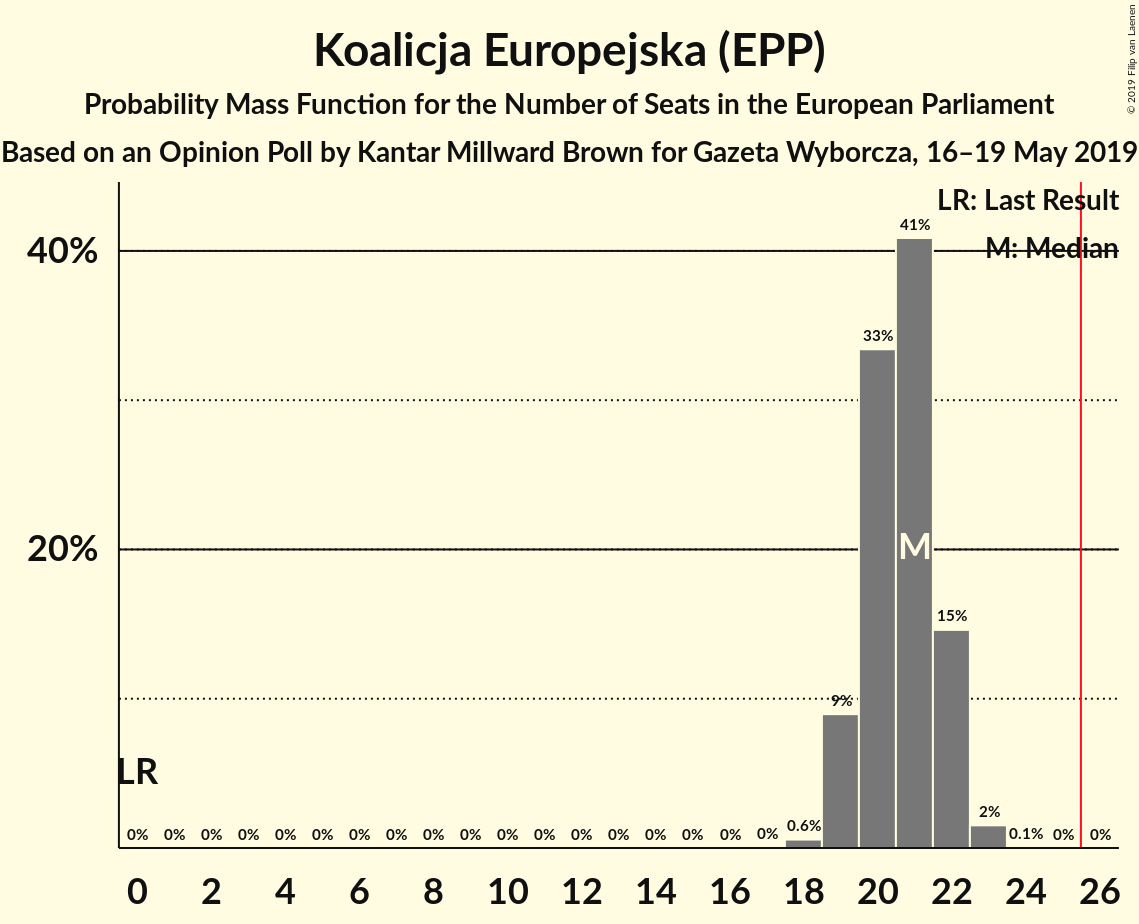 Koalicja Europejska (EPP)
Probability Mass Function for the Number of Seats in the European Parliament
Based on an Opinion Poll by Kantar Millward Brown for Gazeta Wyborcza, 16–19 May 2019
© 2019 Filip van Laenen
LR: Last Result
M: Median
40%
20%
41%
33%
M
15%
9%
LR
0% 0% 0% 0% 0% 0% 0% 0% 0% 0% 0% 0% 0% 0% 0% 0% 0% 0% 0.6% 2% 0.1% 0% 0%
0 2 4 6 8 10 12 14 16 18 20 22 24 26